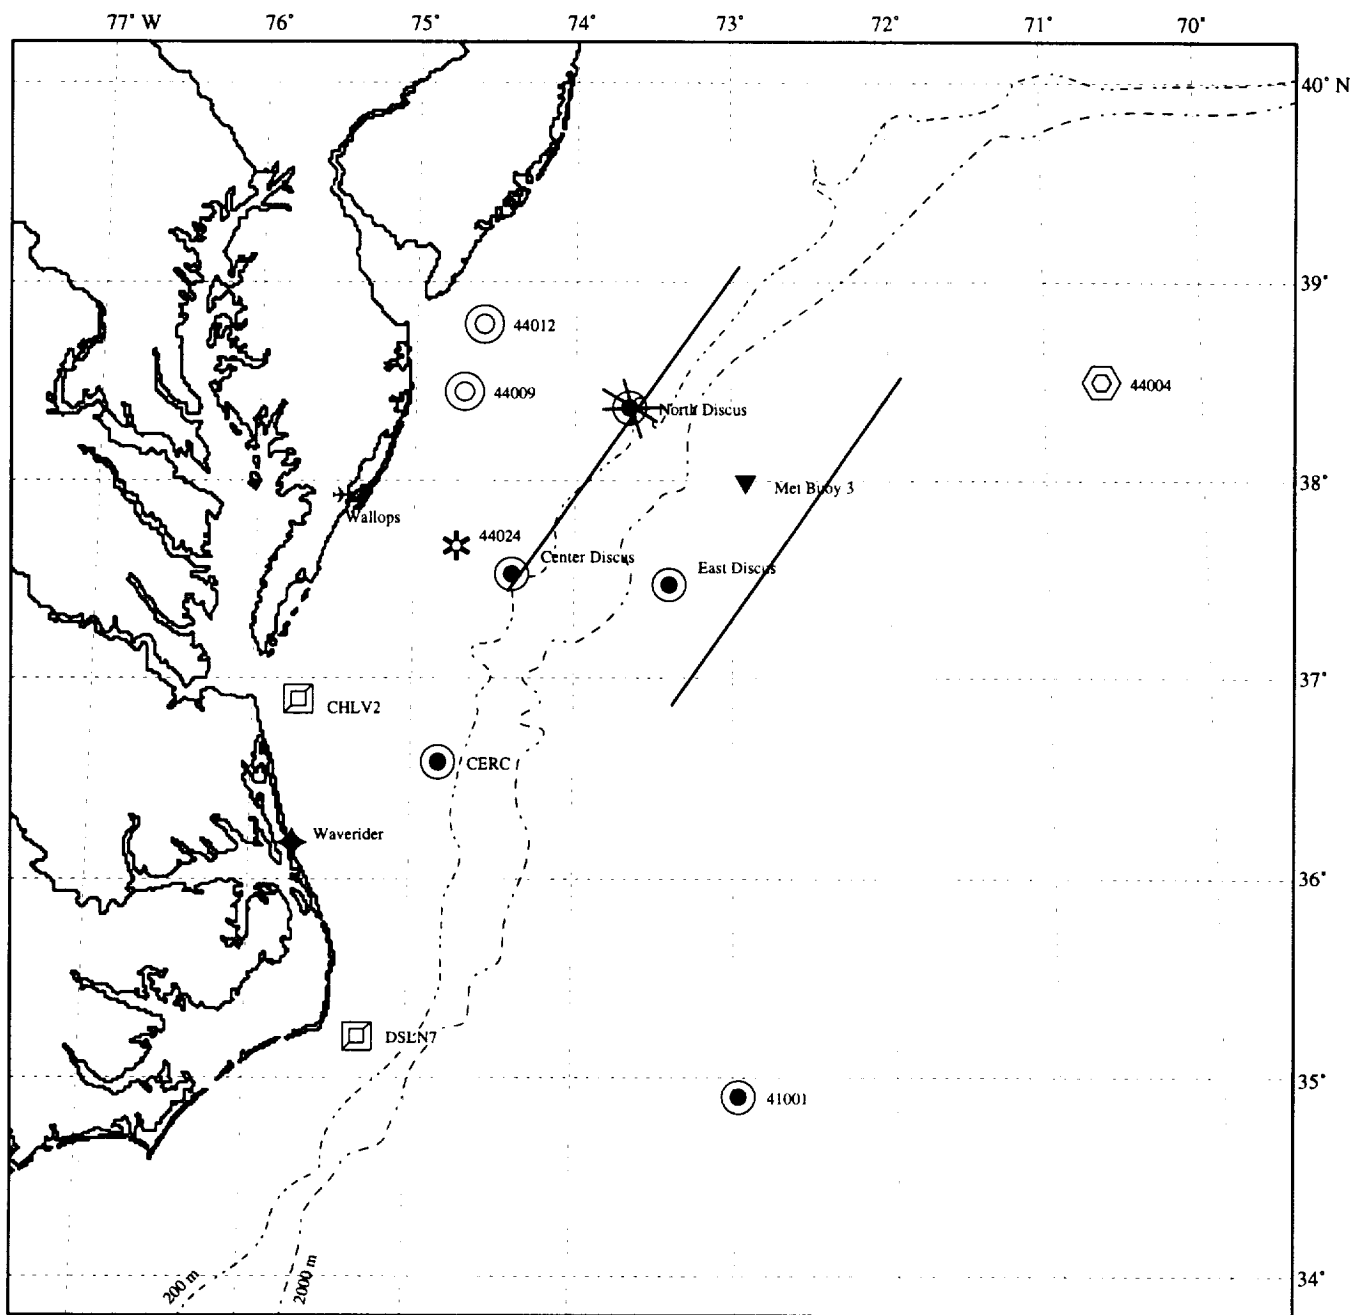 77° W 76° 75° 74° 73° 72° 71° 70°
40° N
39°
44012
44009
44004
North Discus
38°
Met Buoy 3
Wallops
44024
Center Discus
East Discus
37°
CHLV2
CERC
Waverider
36°
DSLN7
35°
41001
200 m
2000 m
34°